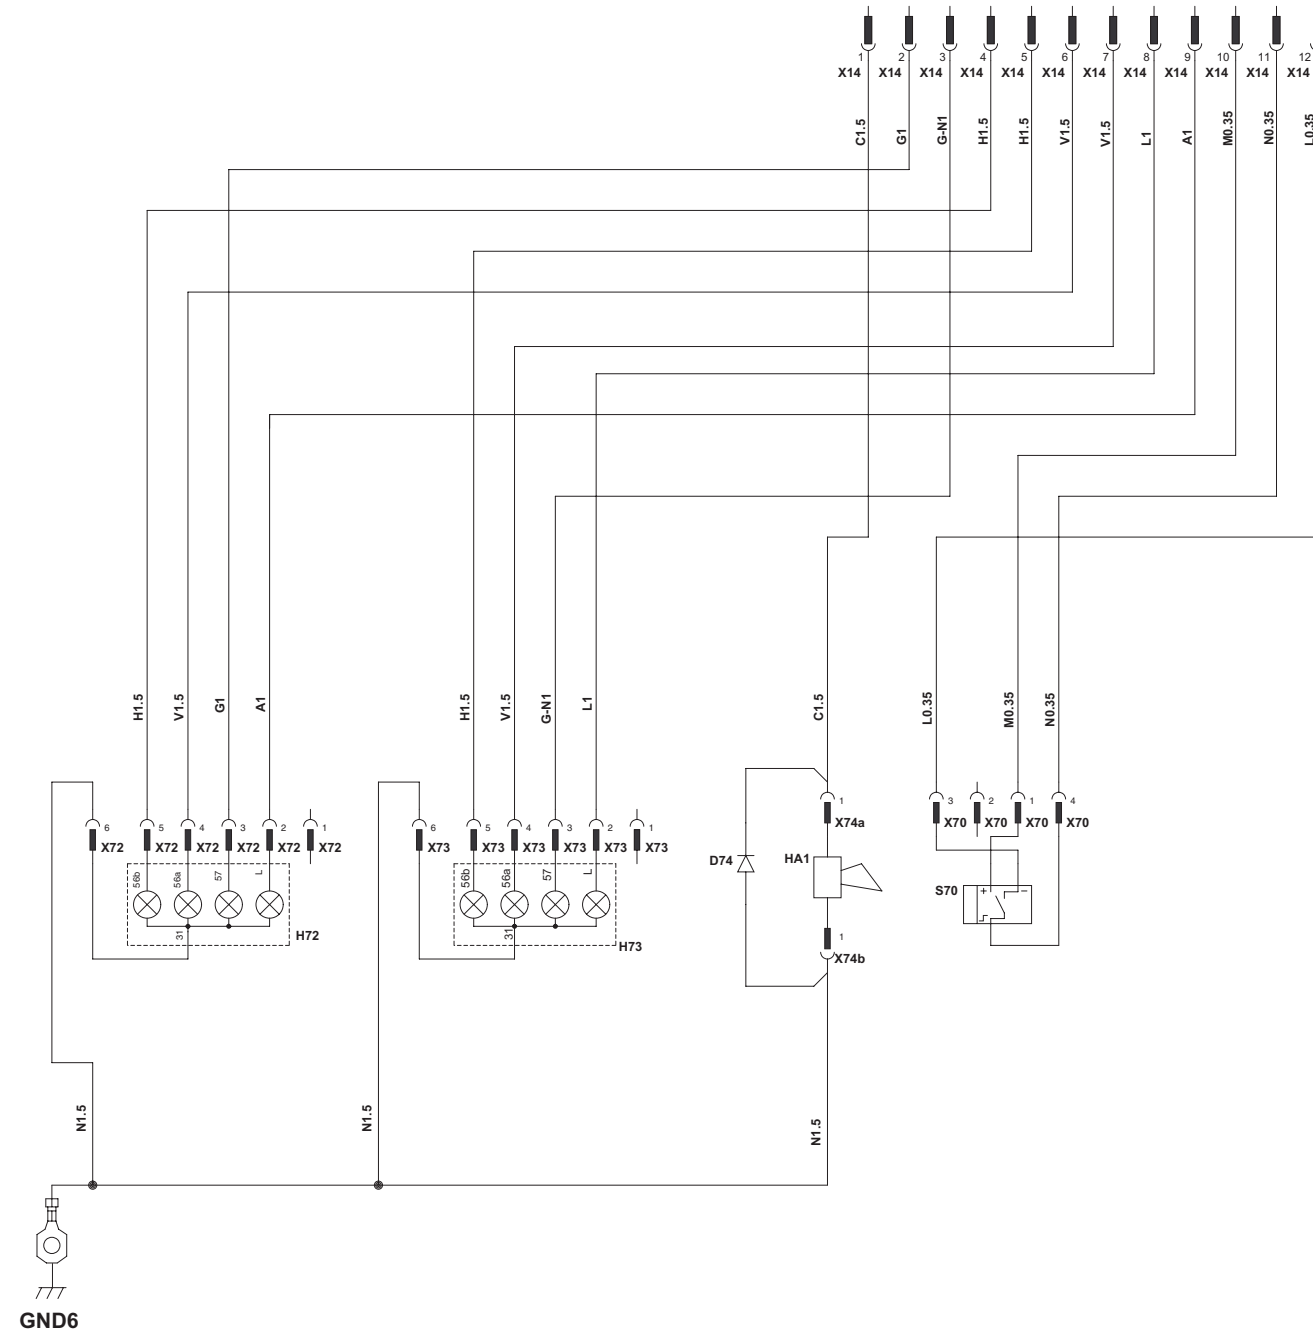 1 2 3 4 5 6 7 8 9 10 11 12
X14 X14 X14 X14 X14 X14 X14 X14 X14 X14 X14 X14
C1.5 G1 G-N1 H1.5 H1.5 V1.5 V1.5 L1 A1 M0.35 N0.35 L0.35
H1.5 V1.5 G1 A1 H1.5 V1.5 G-N1 L1 C1.5 L0.35 M0.35 N0.35
1 3 2 1 4
X74a X70 X70 X70 X70
6 5 4 3 2 1 6 5 4 3 2 1
X72 X72 X72 X72 X72 X72 X73 X73 X73 X73 X73 X73
D74 HA1
56b 56a 57 L 56b 56a 57 L
S70 + -
31 H72 31 H73
1
X74b
N1.5 N1.5 N1.5
GND6